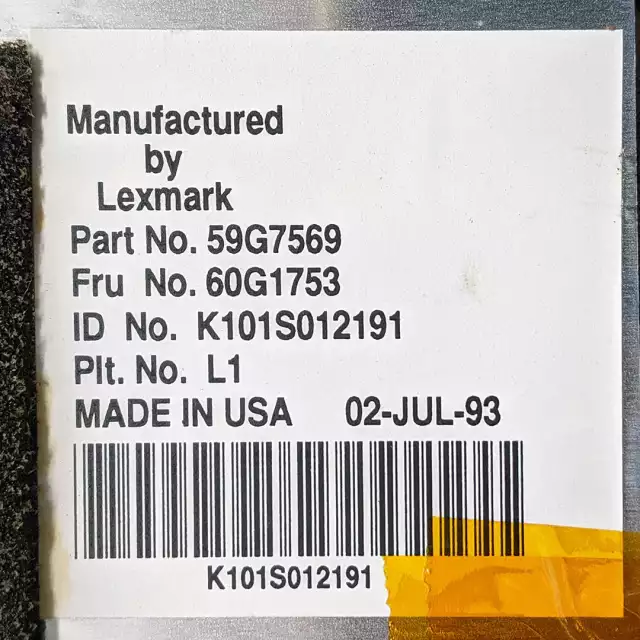 Manufactured
by
Lexmark
Part No. 59G7569
Fru No. 60G1753
ID No. K101S012191
Plt. No. L1
MADE IN USA 02-JUL-93
K101S012191